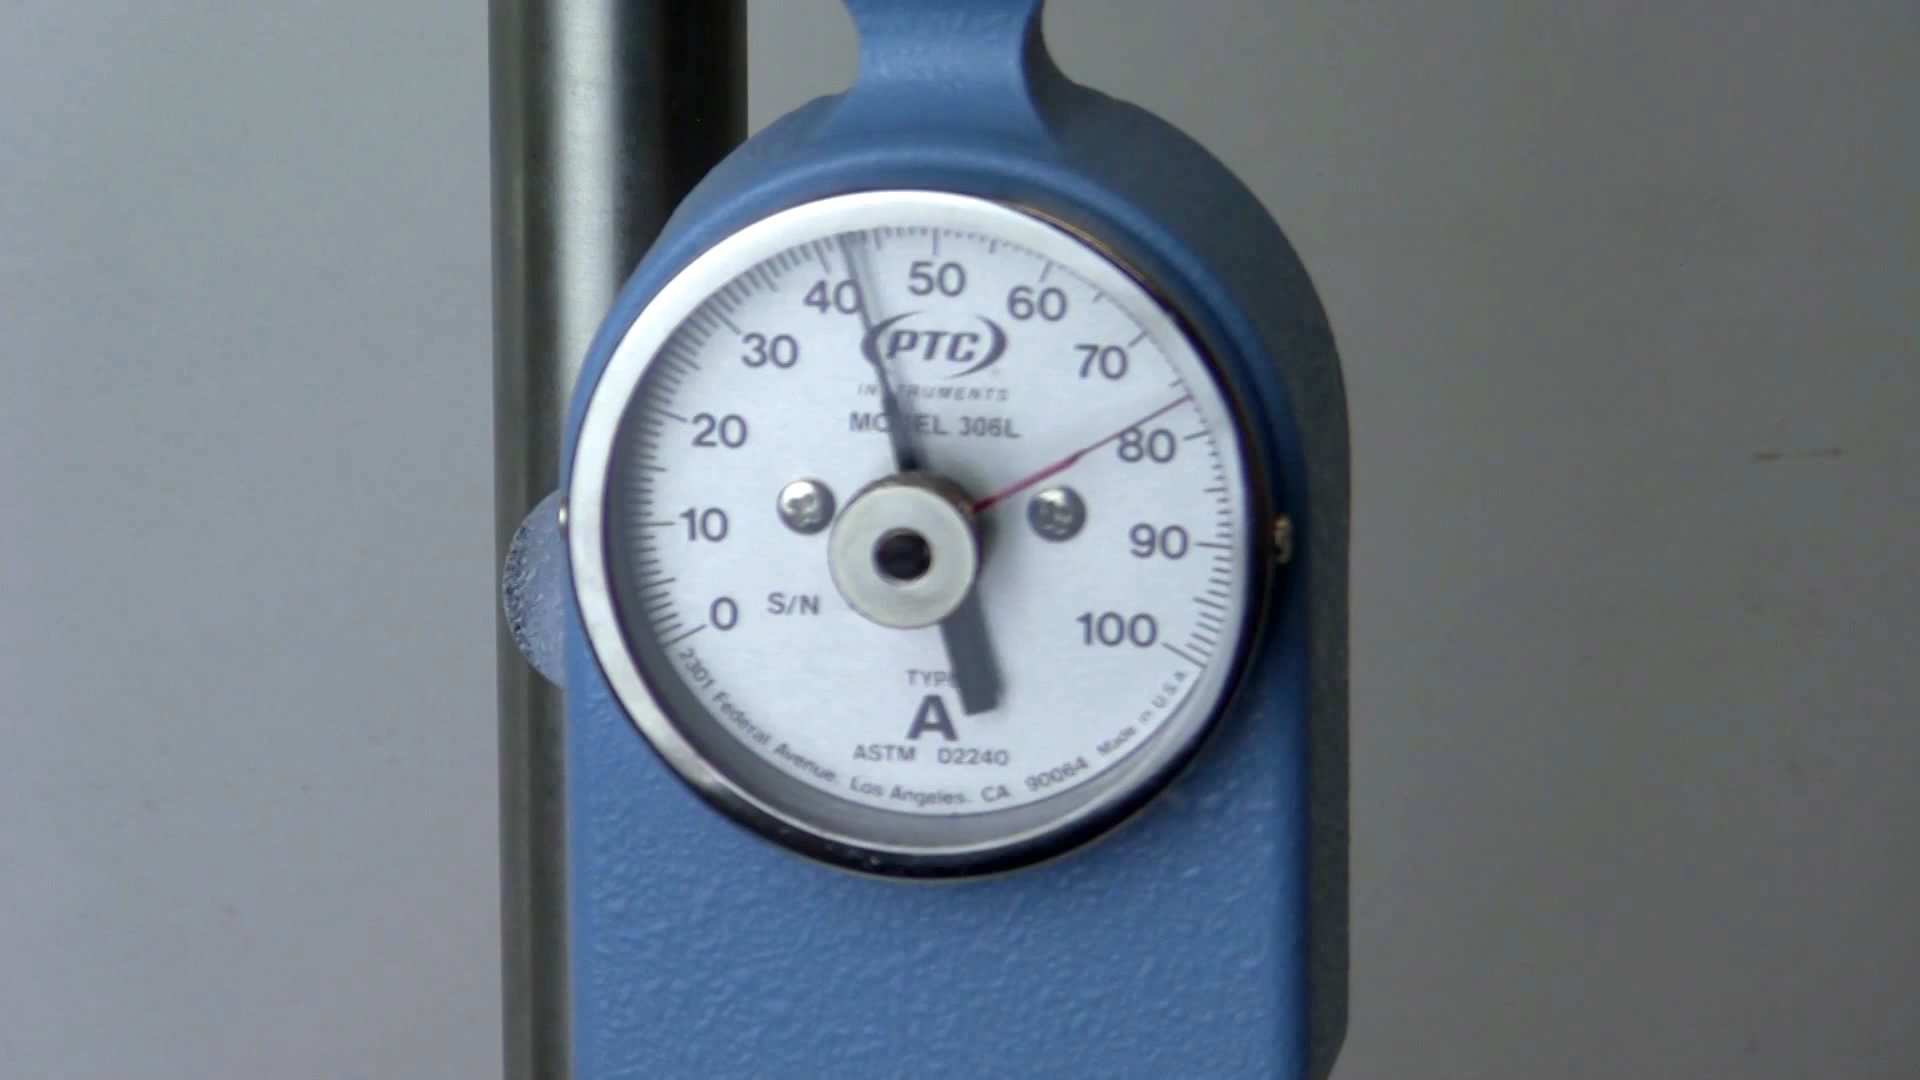 50
40 60
30 70
20 80
10 90
0 100
PTC
INSTRUMENTS
MODEL 306L
S/N
TYPE
A
ASTM D2240
2301 Federal Avenue. Los Angeles. CA 90064 Made in U.S.A.